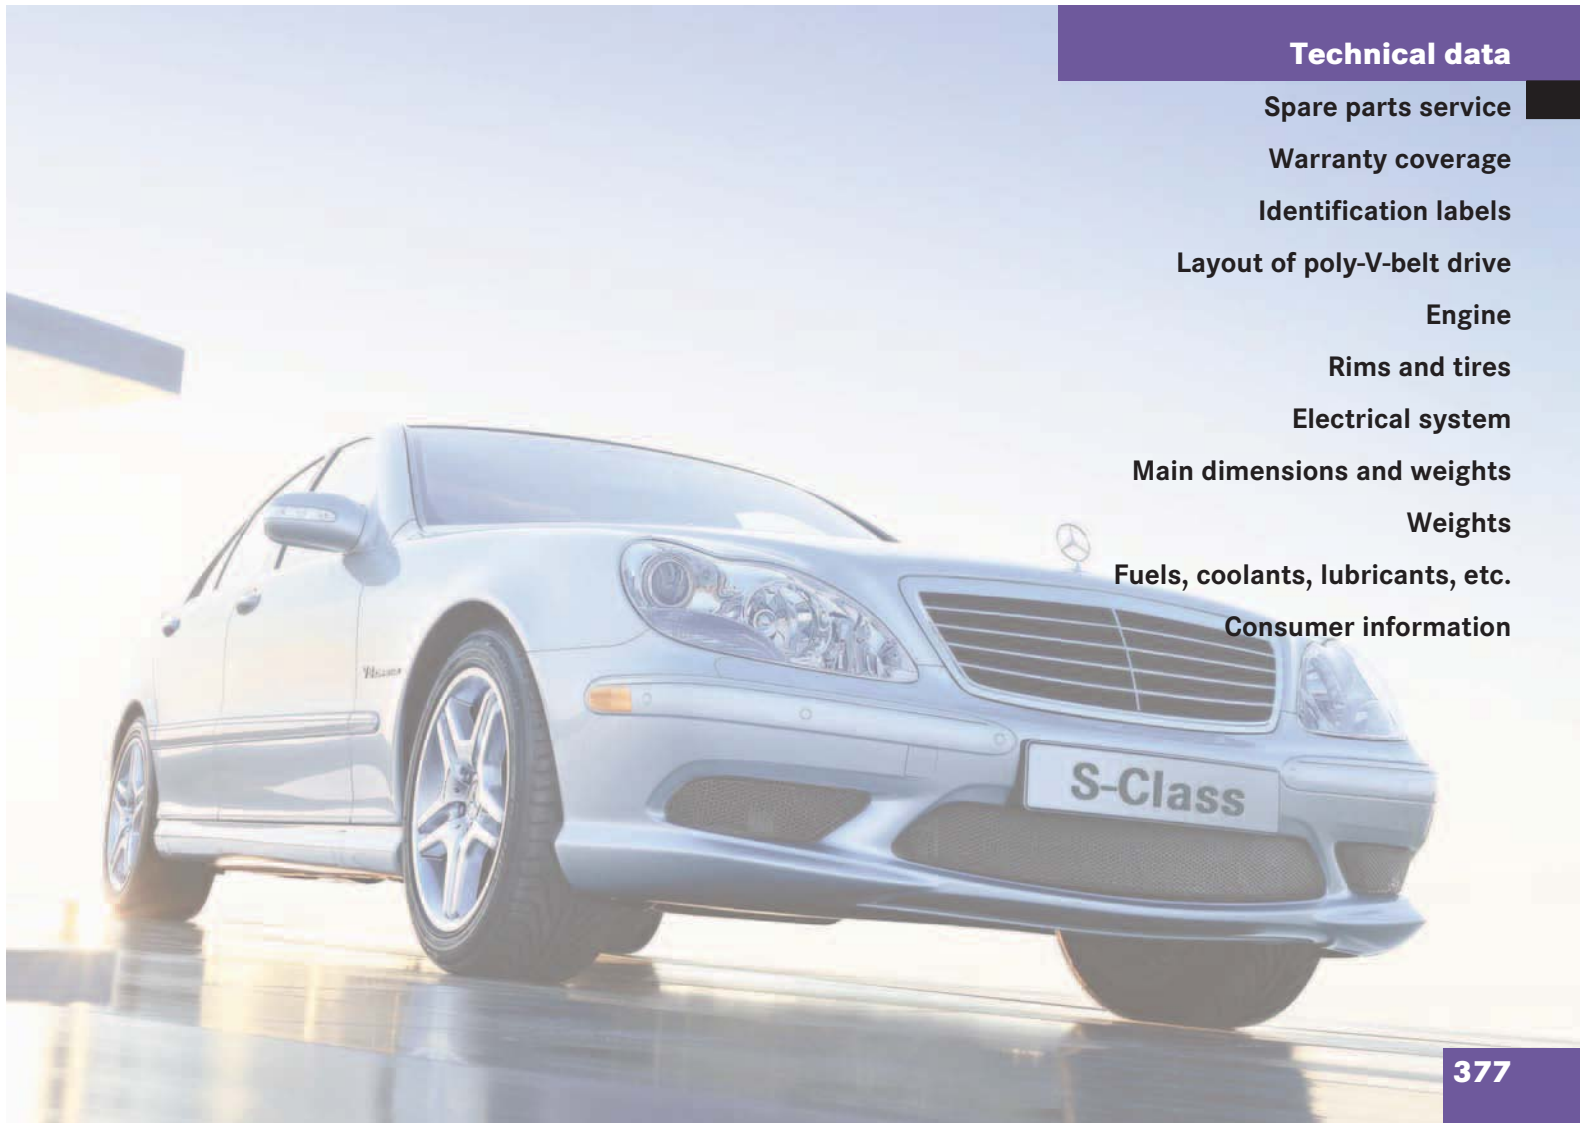 Technical data
Spare parts service
Warranty coverage
Identification labels
Layout of poly-V-belt drive
Engine
Rims and tires
Electrical system
Main dimensions and weights
Weights
Fuels, coolants, lubricants, etc.
Consumer information
S-Class
377